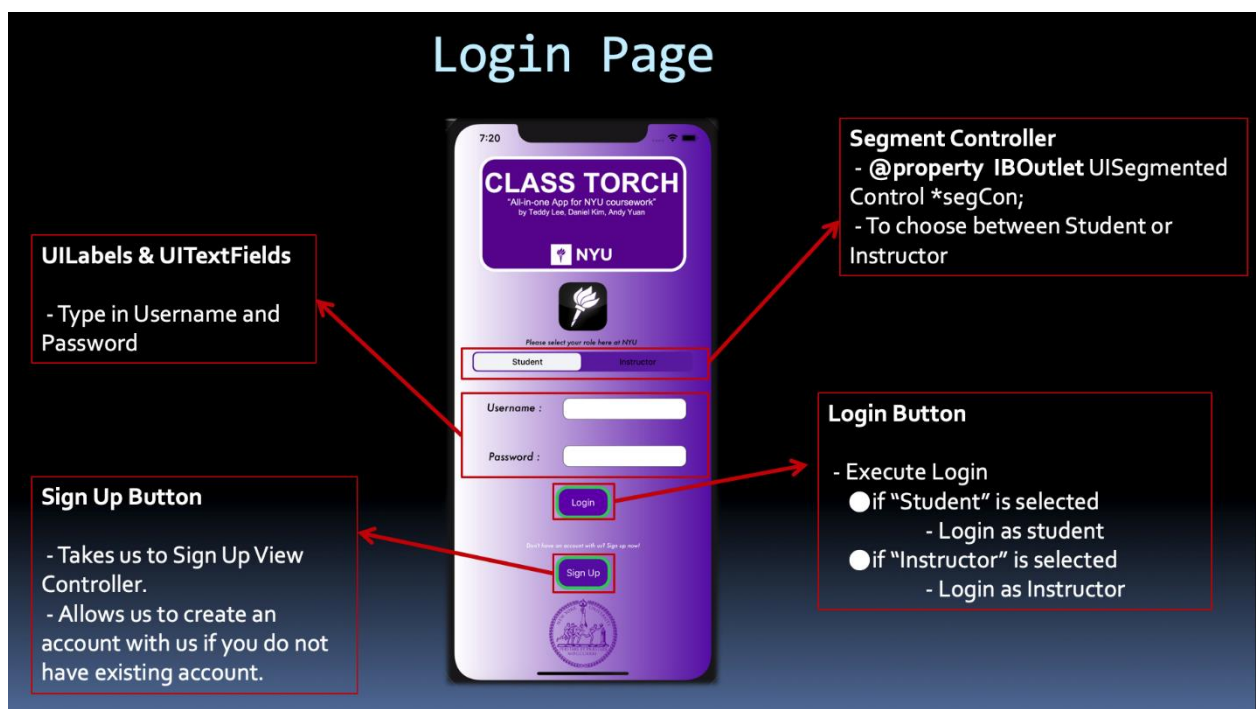 Login Page
UILabels & UITextFields
- Type in Username and
Password
Sign Up Button
- Takes us to Sign Up View
Controller.
- Allows us to create an
account with us if you do not
have existing account.
7:20
CLASS TORCH
"All-in-one App for NYU coursework"
by Teddy Lee, Daniel Kim, Andy Yuan
NYU
Please select your role here at NYU
Student Instructor
Username :
Password :
Login
Don't have an account with us? Sign up now!
Sign Up
Segment Controller
- @property IBOutlet UISegmented
Control *segCon;
- To choose between Student or
Instructor
Login Button
- Execute Login
if “Student” is selected
- Login as student
if “Instructor” is selected
- Login as Instructor